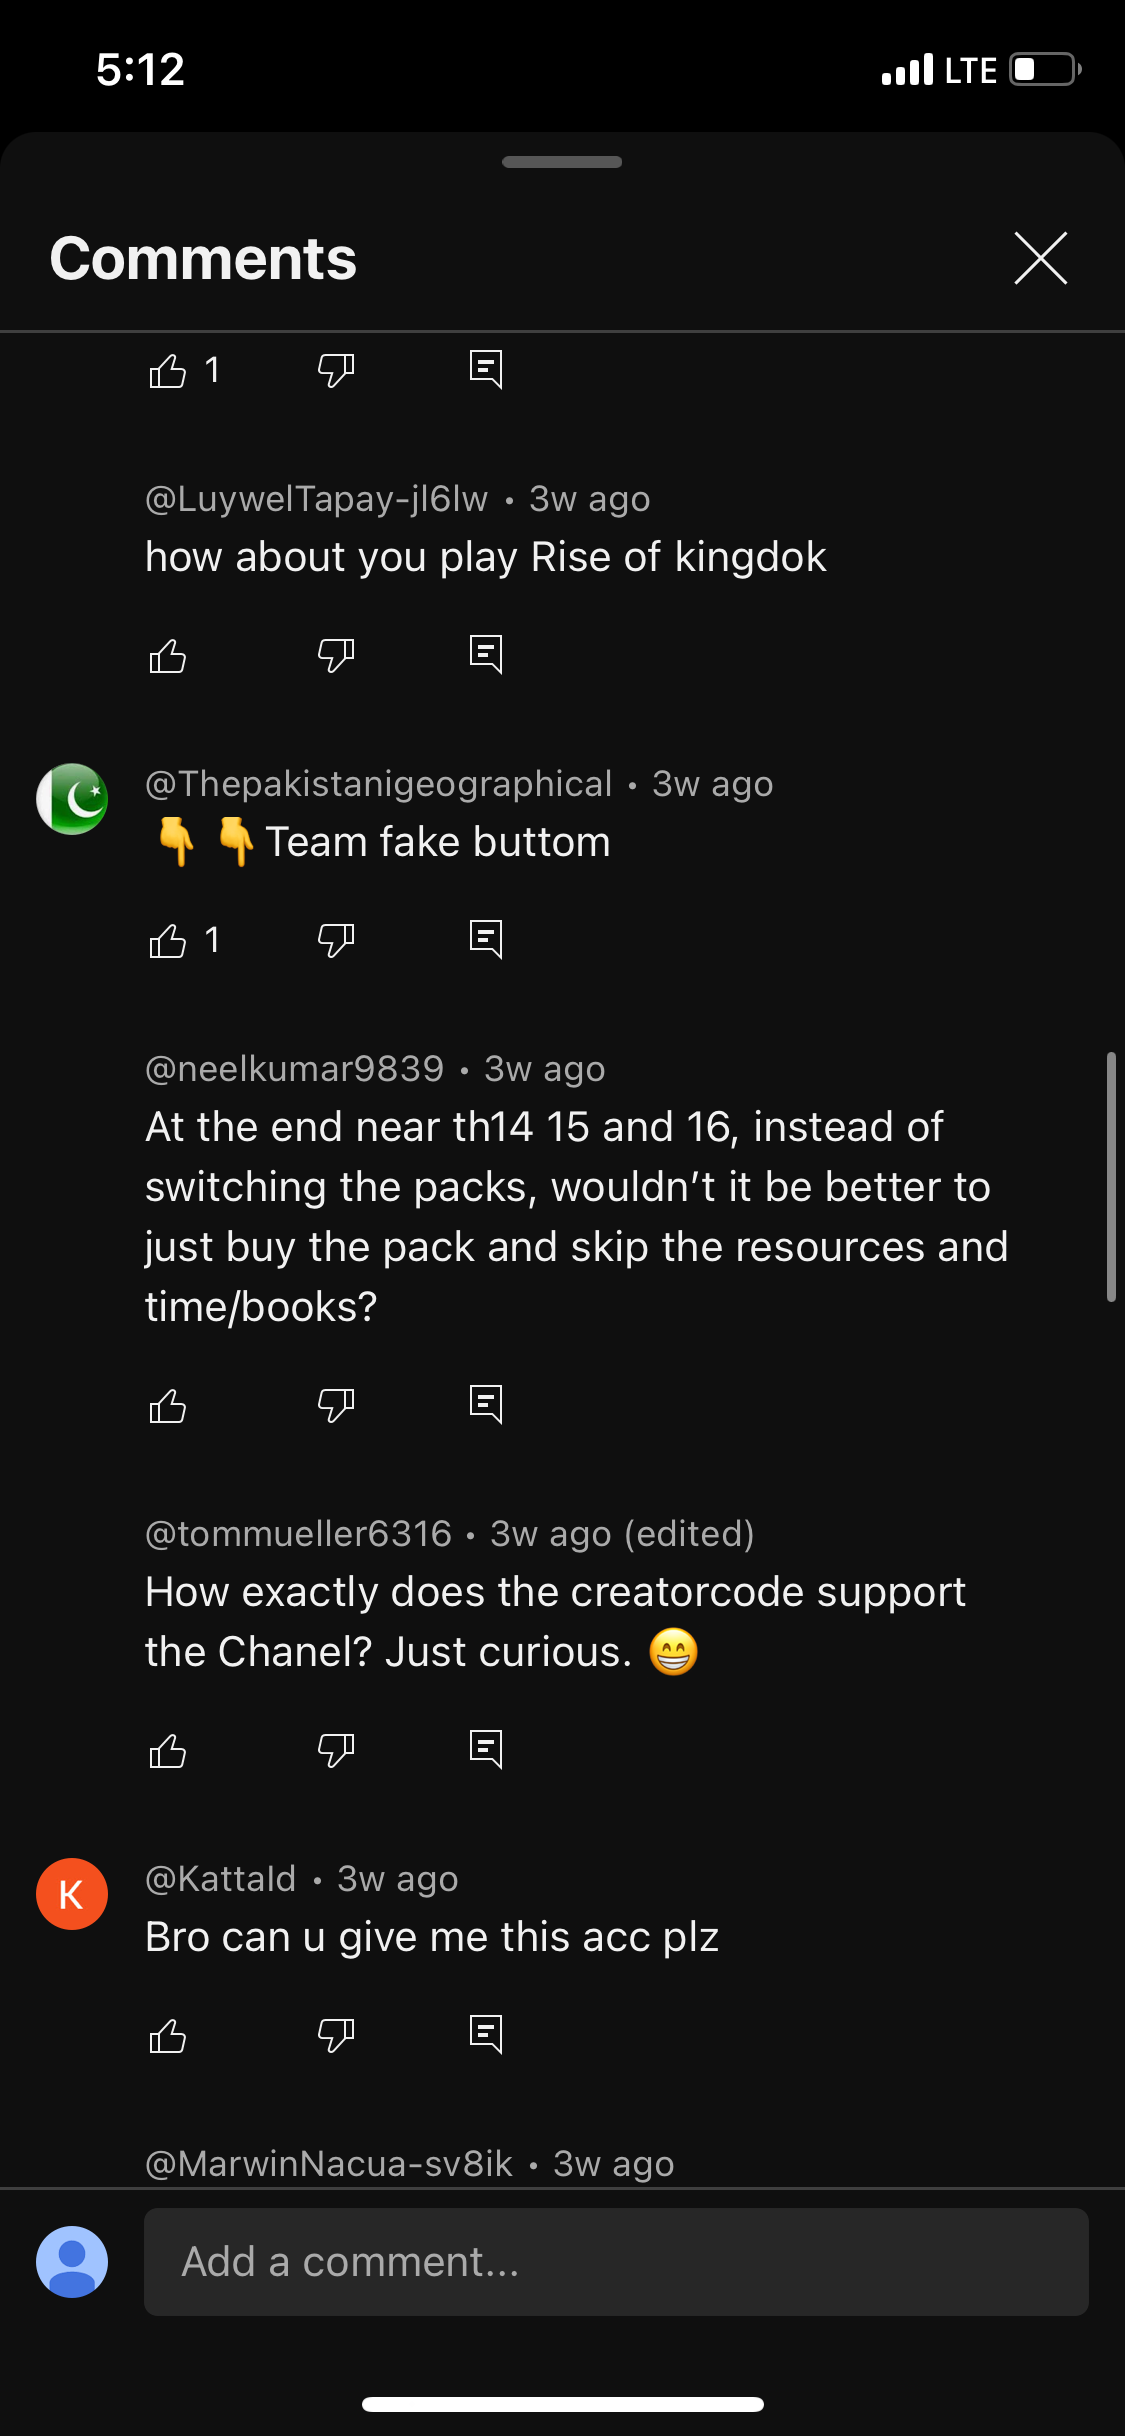 5:12
LTE
Comments
1
@LuywelTapay-jl6lw • 3w ago
how about you play Rise of kingdok
@Thepakistanigeographical • 3w ago
👇👇Team fake buttom
1
@neelkumar9839 • 3w ago
At the end near th14 15 and 16, instead of
switching the packs, wouldn’t it be better to
just buy the pack and skip the resources and
time/books?
@tommueller6316 • 3w ago (edited)
How exactly does the creatorcode support
the Chanel? Just curious. 😁
K
@Kattald • 3w ago
Bro can u give me this acc plz
@MarwinNacua-sv8ik • 3w ago
Add a comment...